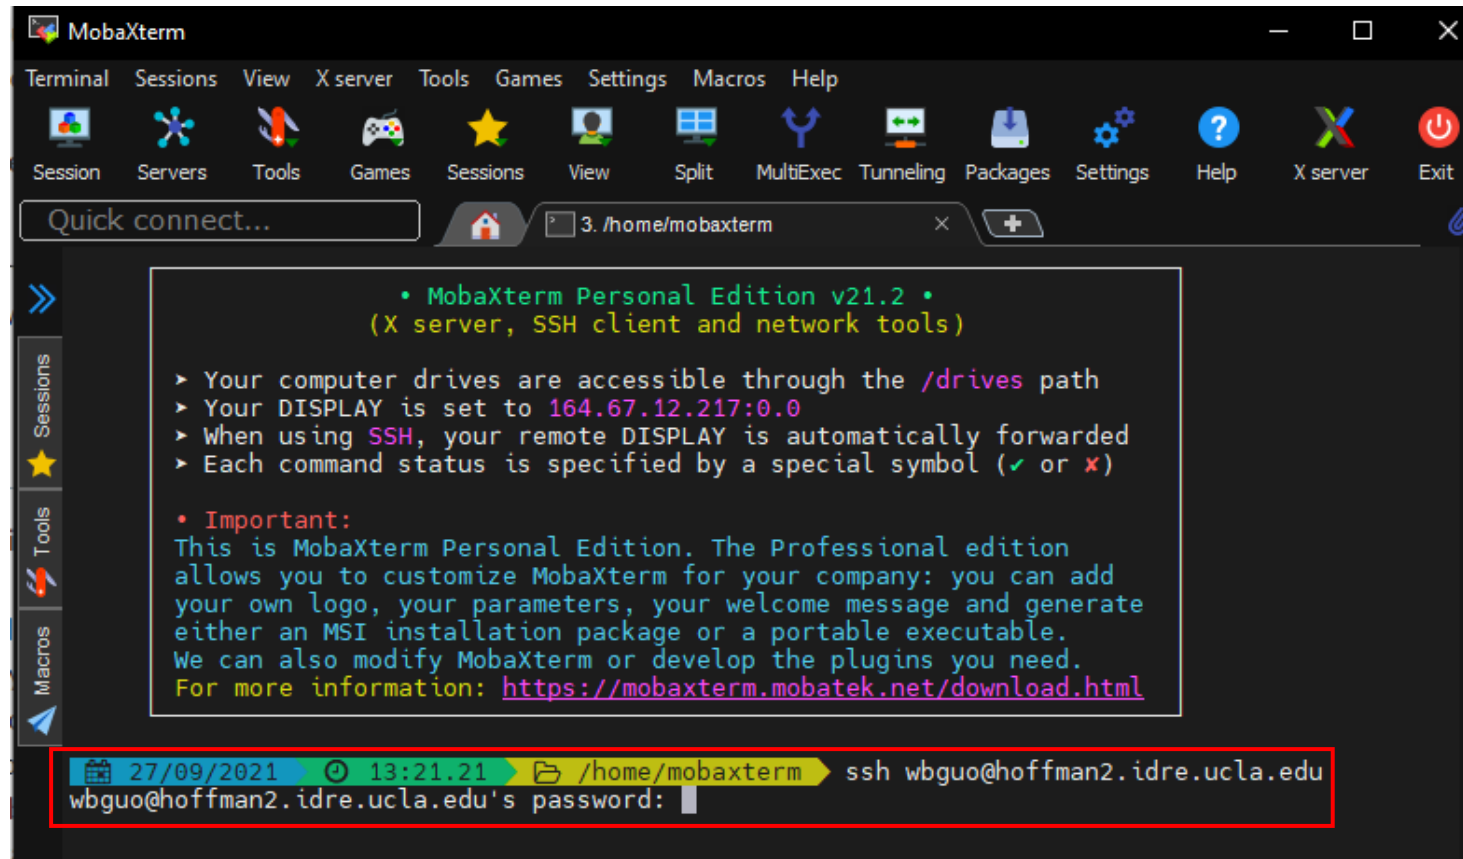 MobaXterm
Terminal Sessions View X server Tools Games Settings Macros Help
Session Servers Tools Games Sessions View Split MultiExec Tunneling Packages Settings Help X server Exit
Quick connect...
3. /home/mobaxterm
• MobaXterm Personal Edition v21.2 •
(X server, SSH client and network tools)
➤ Your computer drives are accessible through the /drives path
➤ Your DISPLAY is set to 164.67.12.217:0.0
➤ When using SSH, your remote DISPLAY is automatically forwarded
➤ Each command status is specified by a special symbol (✔ or ✘)
• Important:
This is MobaXterm Personal Edition. The Professional edition
allows you to customize MobaXterm for your company: you can add
your own logo, your parameters, your welcome message and generate
either an MSI installation package or a portable executable.
We can also modify MobaXterm or develop the plugins you need.
For more information: https://mobaxterm.mobatek.net/download.html
Sessions
Tools
Macros
27/09/2021 13:21.21 /home/mobaxterm ssh wbguo@hoffman2.idre.ucla.edu
wbguo@hoffman2.idre.ucla.edu's password: